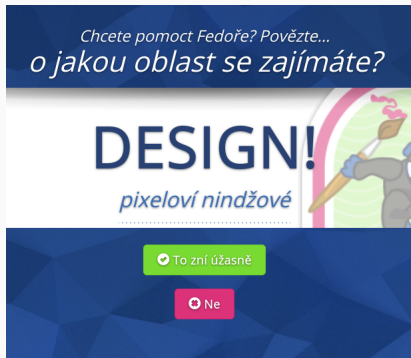 Chcete pomoct Fedoře? Povězte...
o jakou oblast se zajímáte?
DESIGN!
pixeloví nindžové
To zní úžasně
Ne